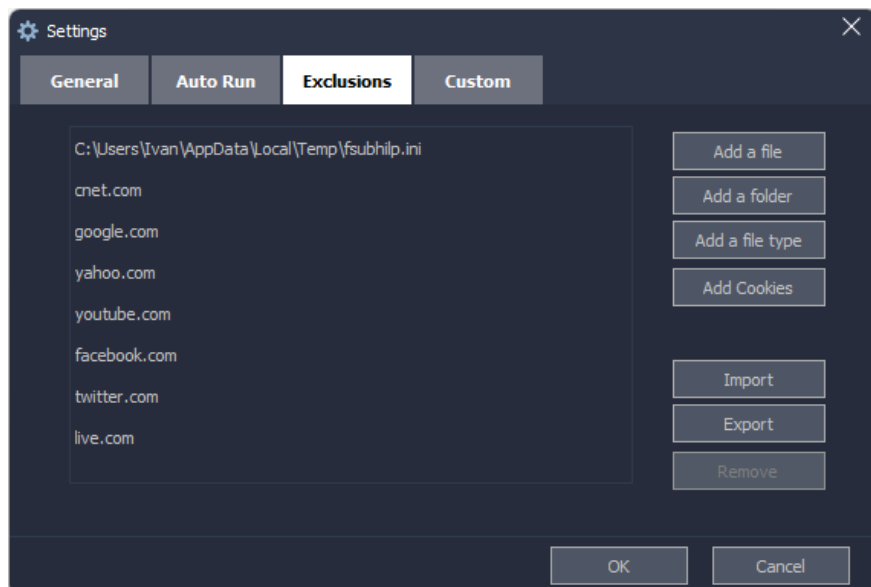 Settings
General
Auto Run
Exclusions
Custom
C:\Users\Ivan\AppData\Local\Temp\fsubhilp.ini
cnet.com
google.com
yahoo.com
youtube.com
facebook.com
twitter.com
live.com
Add a file
Add a folder
Add a file type
Add Cookies
Import
Export
Remove
OK
Cancel